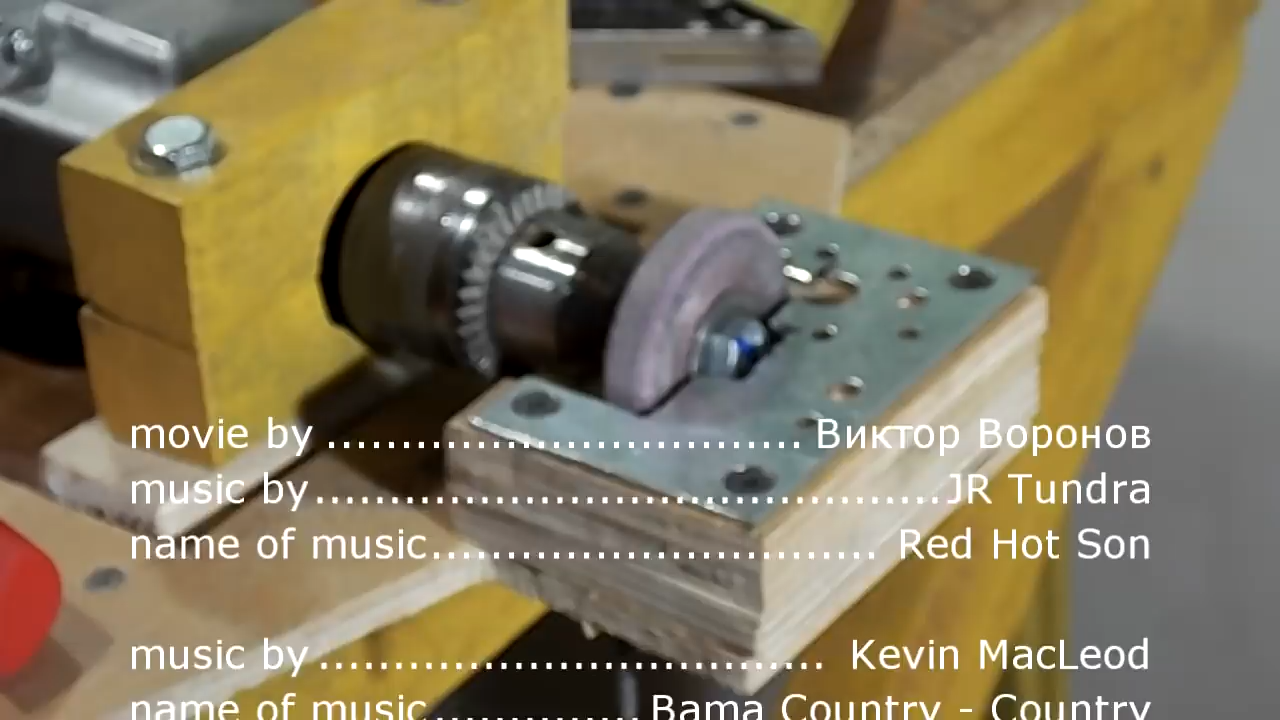 movie by ................................ Виктор Воронов
music by..........................................JR Tundra
name of music.............................. Red Hot Son
music by .................................. Kevin MacLeod
name of music.............. Bama Country - Country